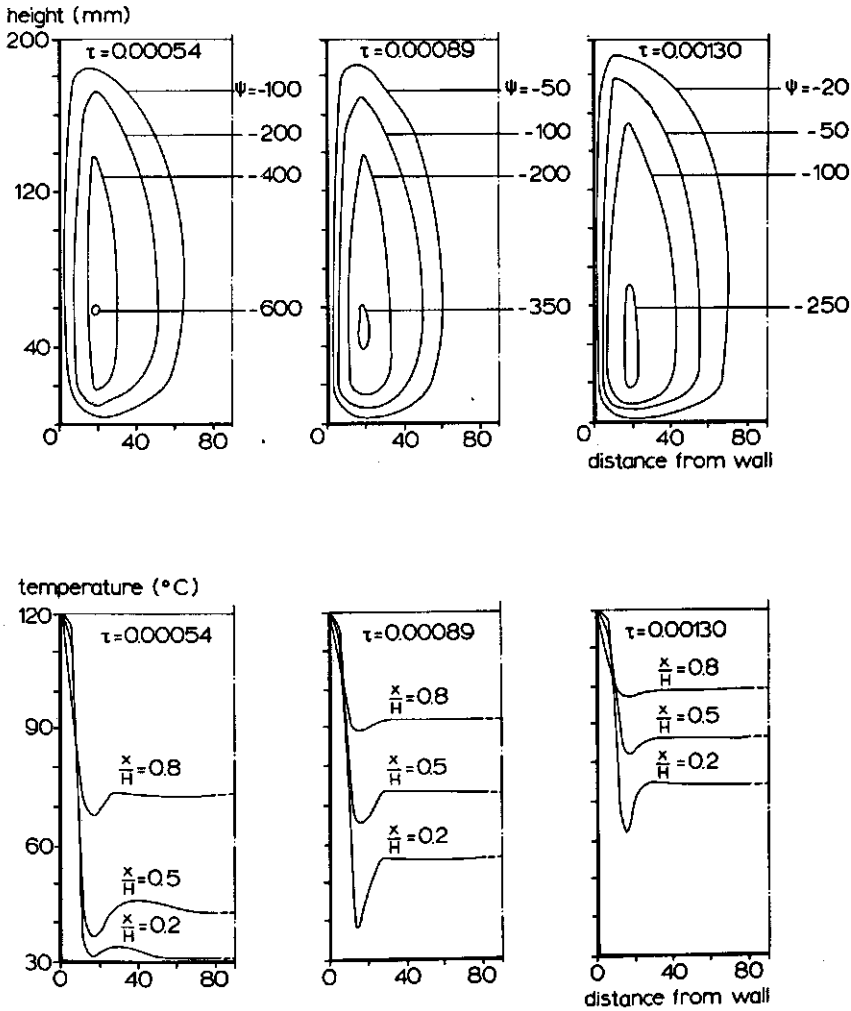 height (mm)
200
120
40
0
τ=0.00054
ψ=-100
-200
-400
-600
0 40 80
τ=0.00089
ψ=-50
-100
-200
-350
0 40 80
τ=0.00130
ψ=-20
-50
-100
-250
0 40 80
distance from wall
temperature (°C)
120
90
60
30
τ=0.00054
x/H=0.8
x/H=0.5
x/H=0.2
0 40 80
τ=0.00089
x/H=0.8
x/H=0.5
x/H=0.2
0 40 80
τ=0.00130
x/H=0.8
x/H=0.5
x/H=0.2
0 40 80
distance from wall